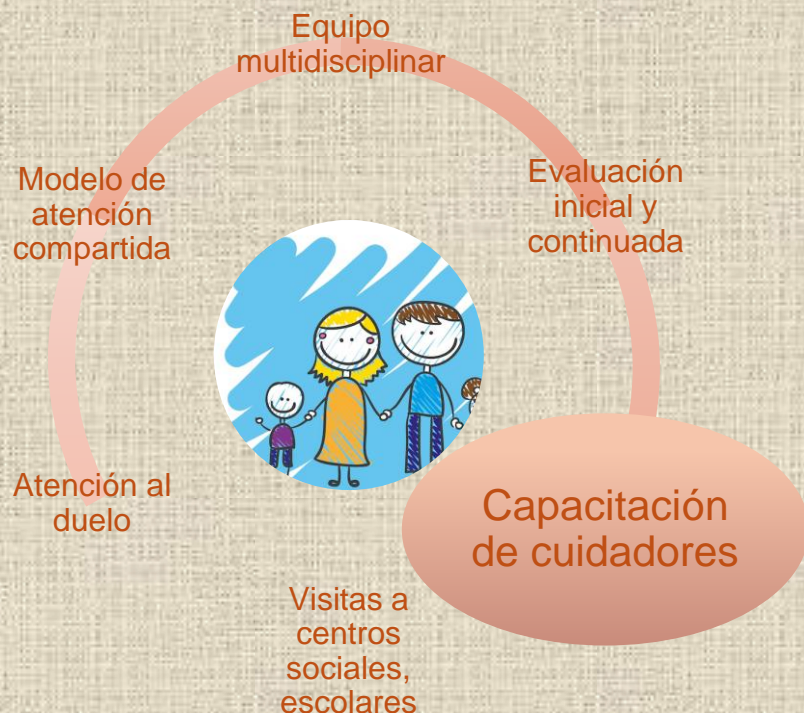 Equipo
multidisciplinar
Evaluación
inicial y
continuada
Capacitación
de cuidadores
Visitas a
centros
sociales,
escolares
Atención al
duelo
Modelo de
atención
compartida